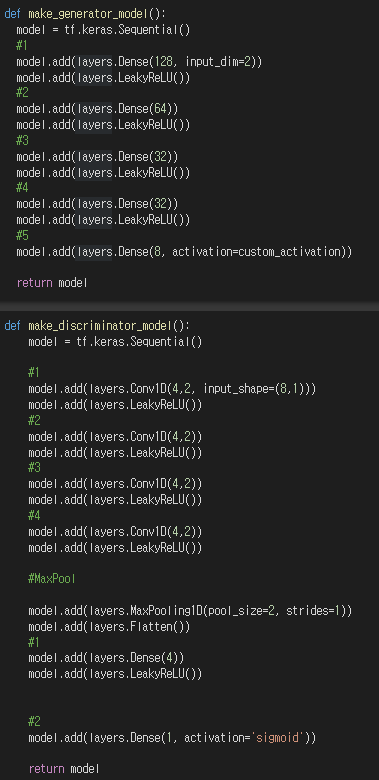 def make_generator_model():
  model = tf.keras.Sequential()
  #1
  model.add(layers.Dense(128, input_dim=2))
  model.add(layers.LeakyReLU())
  #2
  model.add(layers.Dense(64))
  model.add(layers.LeakyReLU())
  #3
  model.add(layers.Dense(32))
  model.add(layers.LeakyReLU())
  #4
  model.add(layers.Dense(32))
  model.add(layers.LeakyReLU())
  #5
  model.add(layers.Dense(8, activation=custom_activation))
  return model
def make_discriminator_model():
    model = tf.keras.Sequential()
    #1
    model.add(layers.Conv1D(4,2, input_shape=(8,1)))
    model.add(layers.LeakyReLU())
    #2
    model.add(layers.Conv1D(4,2))
    model.add(layers.LeakyReLU())
    #3
    model.add(layers.Conv1D(4,2))
    model.add(layers.LeakyReLU())
    #4
    model.add(layers.Conv1D(4,2))
    model.add(layers.LeakyReLU())
    #MaxPool
    model.add(layers.MaxPooling1D(pool_size=2, strides=1))
    model.add(layers.Flatten())
    #1
    model.add(layers.Dense(4))
    model.add(layers.LeakyReLU())
    #2
    model.add(layers.Dense(1, activation='sigmoid'))
    return model